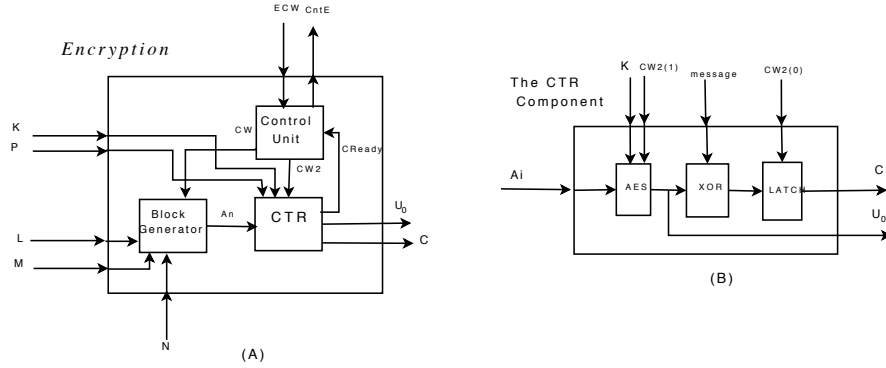 ECW CntE
Encryption
K
P
CW
Control
Unit
CReady
CW2
Block
Generator
An
CTR
U0
C
L
M
N
(A)
The CTR
Component
K CW2(1)
message
CW2(0)
Ai
AES
XOR
LATCH
C
U0
(B)